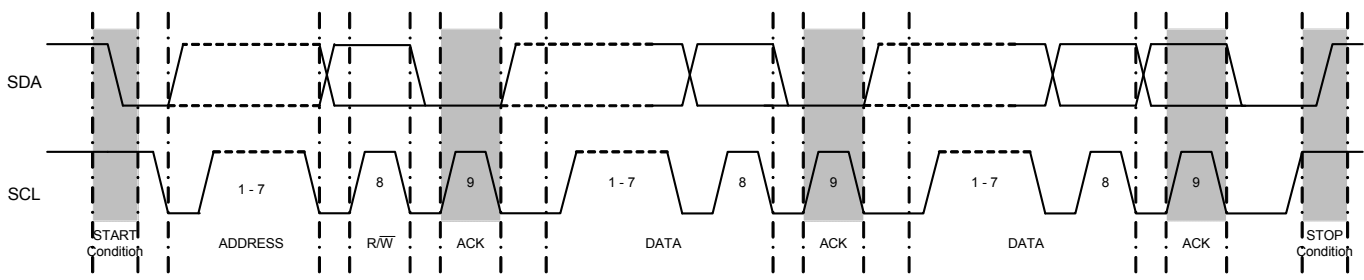 SDA
SCL
1 - 7
8
9
1 - 7
8
9
1 - 7
8
9
START
Condition
ADDRESS
R/W̅
ACK
DATA
ACK
DATA
ACK
STOP
Condition